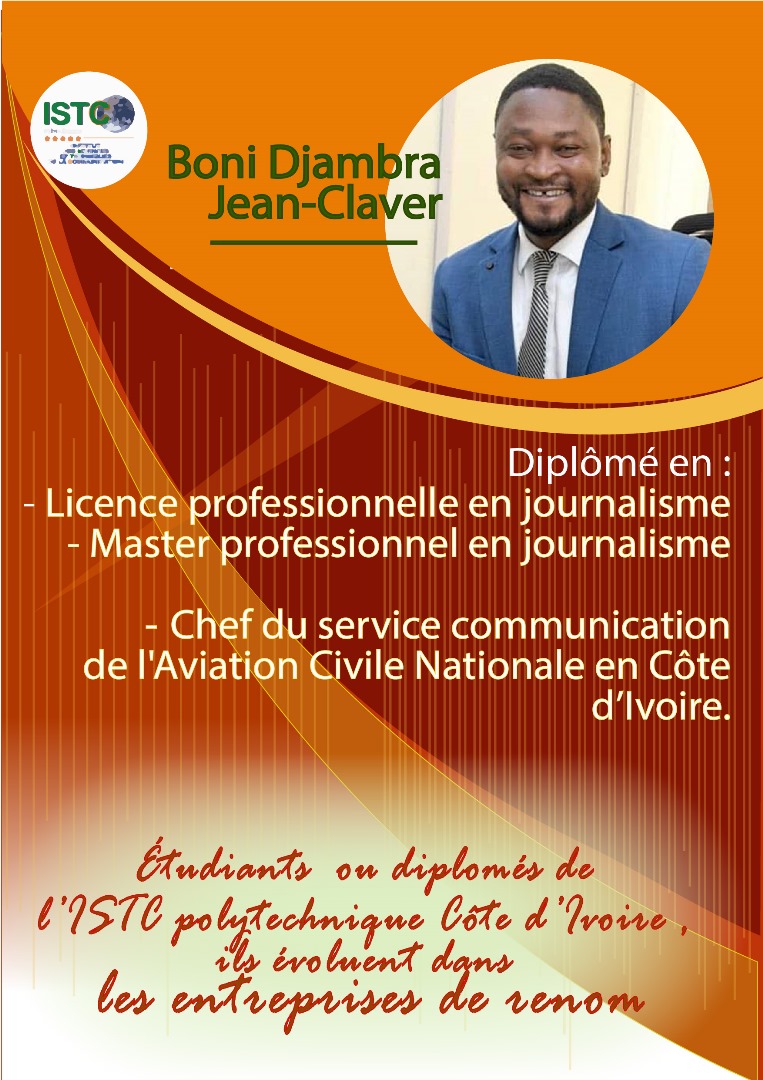 ISTC
Boni Djambra
Jean-Claver
Diplômé en :
- Licence professionnelle en journalisme
- Master professionnel en journalisme
- Chef du service communication
de l'Aviation Civile Nationale en Côte
d’Ivoire.
Étudiants ou diplomés de
l’ISTC polytechnique Côte d’Ivoire ,
ils évoluent dans
les entreprises de renom